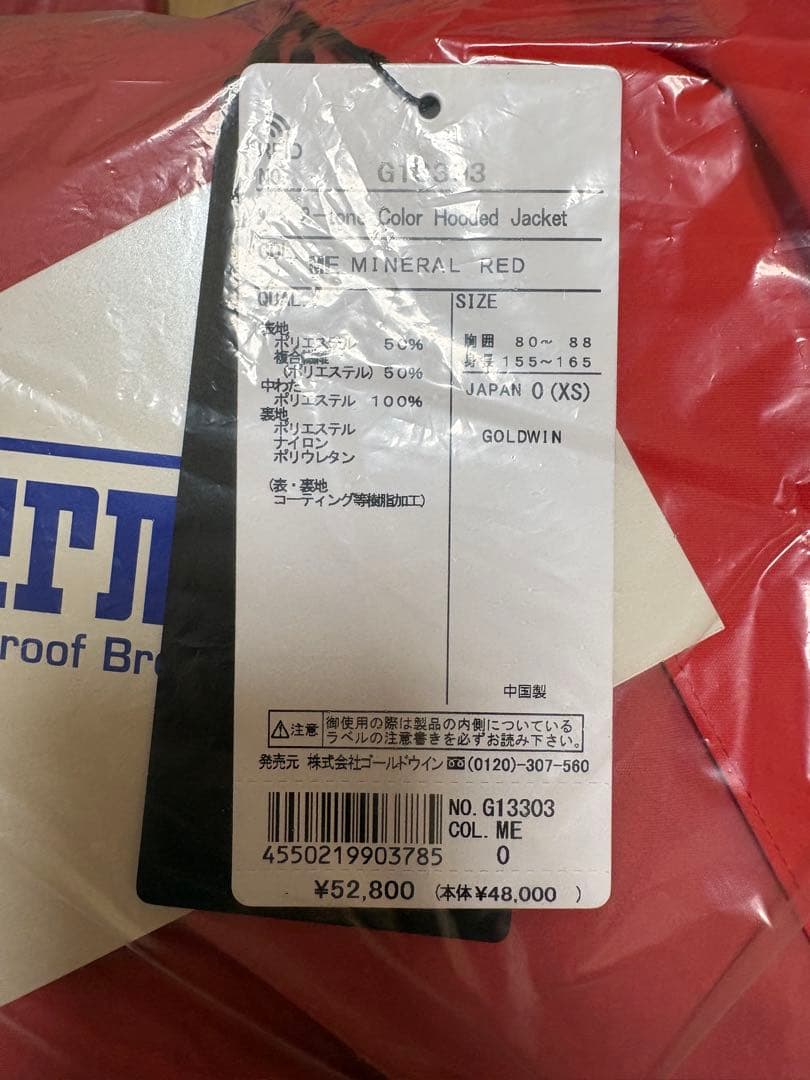 RFID
NO. G13303
2-tone Color Hooded Jacket
COL. ME MINERAL RED
QUAL.
表地
ポリエステル 50%
複合繊維
(ポリエステル) 50%
中わた
ポリエステル 100%
裏地
ポリエステル
ナイロン
ポリウレタン
(表・裏地
コーティング等樹脂加工)
SIZE
胸囲 80～ 88
身長 155～165
JAPAN 0 (XS)
GOLDWIN
中国製
注意 御使用の際は製品の内側についている
ラベルの注意書きを必ずお読み下さい。
発売元 株式会社ゴールドウイン (0120)-307-560
NO. G13303
COL. ME
4550219903785 0
¥52,800 (本体 ¥48,000 )
roof Br